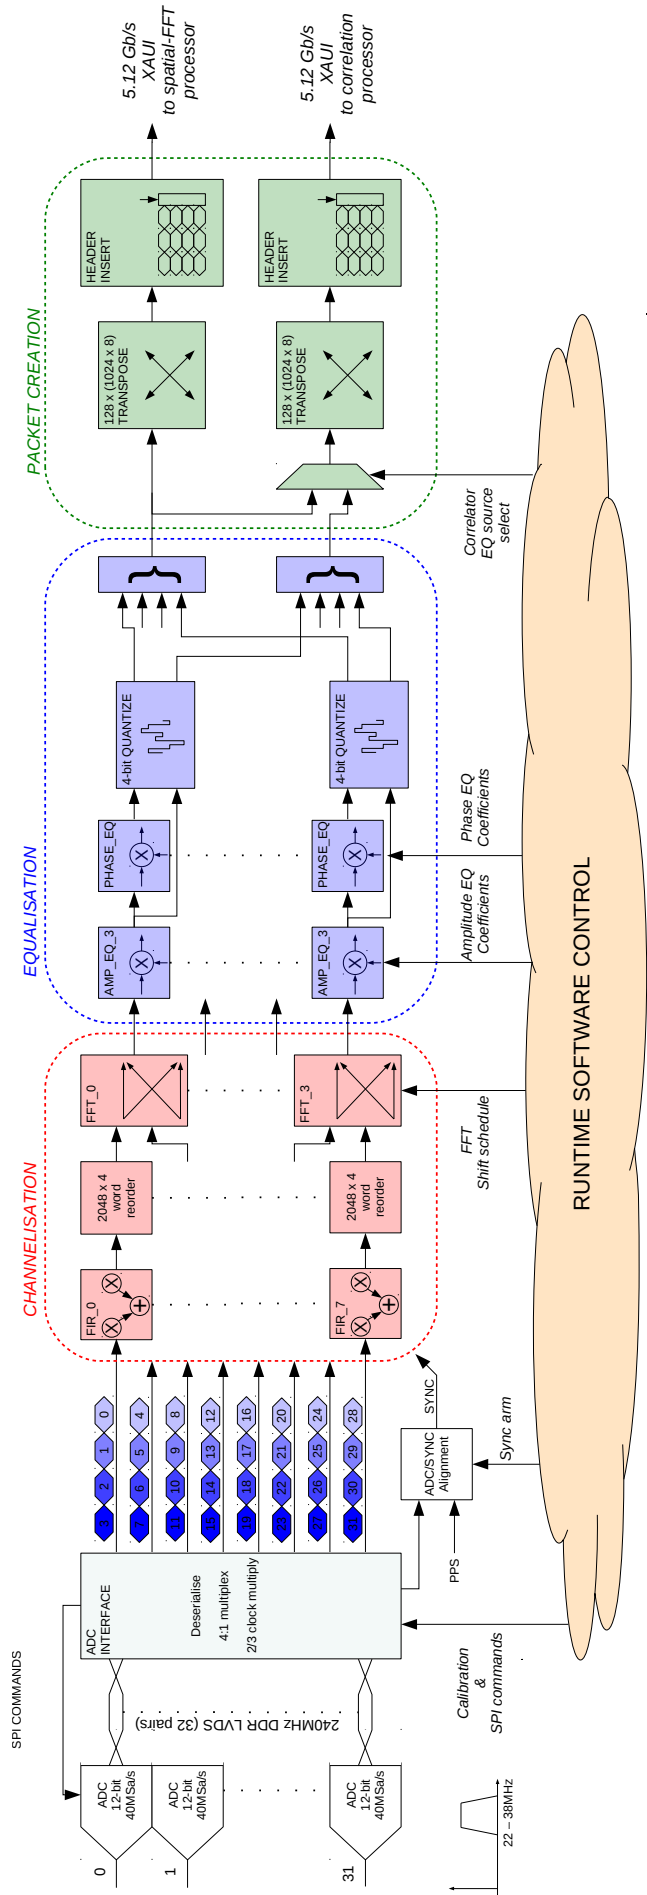 SPI COMMANDS
0
1
31
ADC
12-bit
40MSa/s
ADC
12-bit
40MSa/s
ADC
12-bit
40MSa/s
240MHz DDR LVDS (32 pairs)
22 – 38MHz
ADC
INTERFACE
Deserialise
4:1 multiplex
2/3 clock multiply
Calibration
&
SPI commands
3 2 1 0
7 6 5 4
11 10 9 8
15 14 13 12
19 18 17 16
23 22 21 20
27 26 25 24
31 30 29 28
PPS
ADC/SYNC
Alignment
SYNC
Sync arm
CHANNELISATION
FIR_0
FIR_7
2048 x 4
word
reorder
2048 x 4
word
reorder
FFT_0
FFT_3
FFT
Shift schedule
EQUALISATION
AMP_EQ_3
AMP_EQ_3
PHASE_EQ
PHASE_EQ
4-bit QUANTIZE
4-bit QUANTIZE
Amplitude EQ
Coefficients
Phase EQ
Coefficients
PACKET CREATION
128 x (1024 x 8)
TRANSPOSE
128 x (1024 x 8)
TRANSPOSE
HEADER
INSERT
HEADER
INSERT
Correlator
EQ source
select
5.12 Gb/s
XAUI
to spatial-FFT
processor
5.12 Gb/s
XAUI
to correlation
processor
RUNTIME SOFTWARE CONTROL